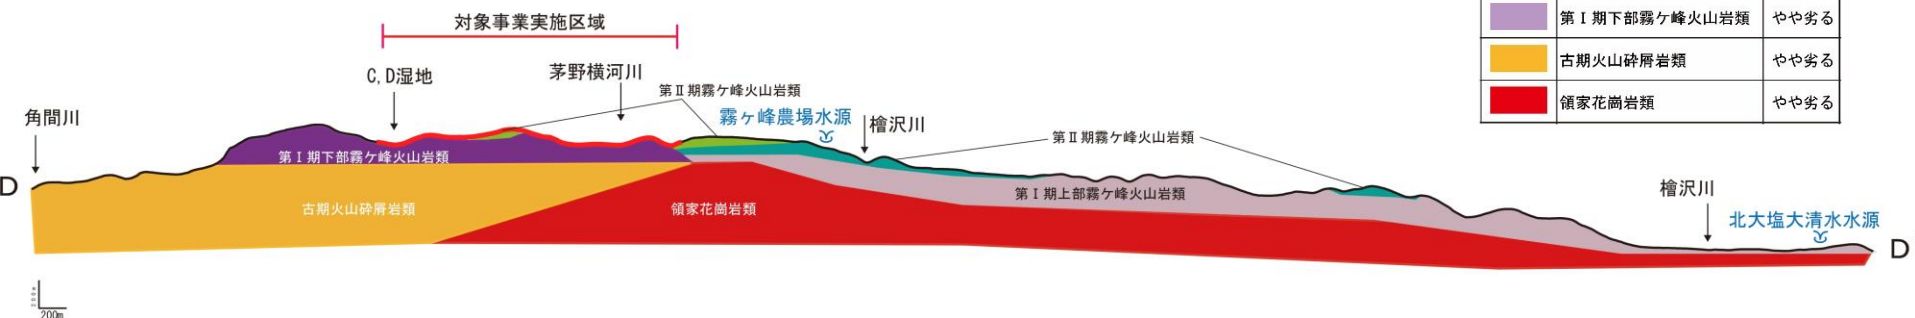 対象事業実施区域
第Ⅰ期下部霧ケ峰火山岩類 やや劣る
古期火山砕屑岩類 やや劣る
領家花崗岩類 やや劣る
C,D湿地
茅野横河川
第Ⅱ期霧ケ峰火山岩類
角間川
霧ヶ峰農場水源
檜沢川
第Ⅱ期霧ケ峰火山岩類
第Ⅰ期下部霧ケ峰火山岩類
D
第Ⅰ期上部霧ケ峰火山岩類
檜沢川
古期火山砕屑岩類
領家花崗岩類
北大塩大清水水源
D
200m